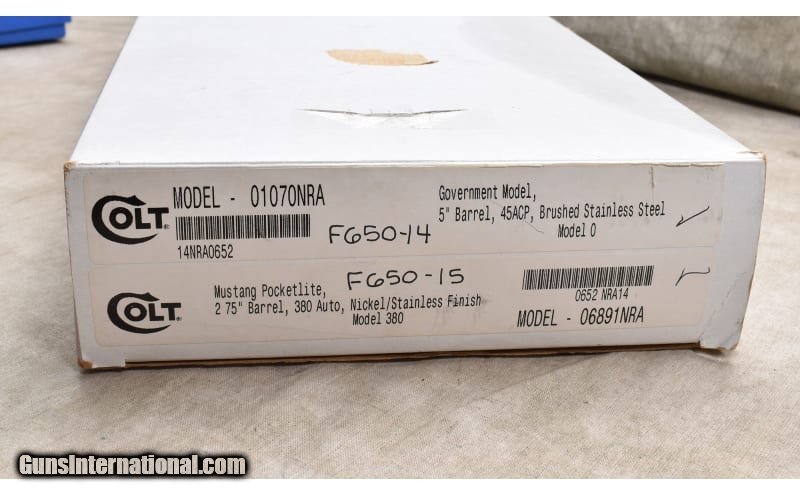 COLT
MODEL - 01070NRA
14NRA0652
F650-14
Government Model,
5" Barrel, 45ACP, Brushed Stainless Steel
Model O
COLT
Mustang Pocketlite,
2 75" Barrel, 380 Auto, Nickel/Stainless Finish
Model 380
F650-15
0652 NRA14
MODEL - 06891NRA
GunsInternational.com